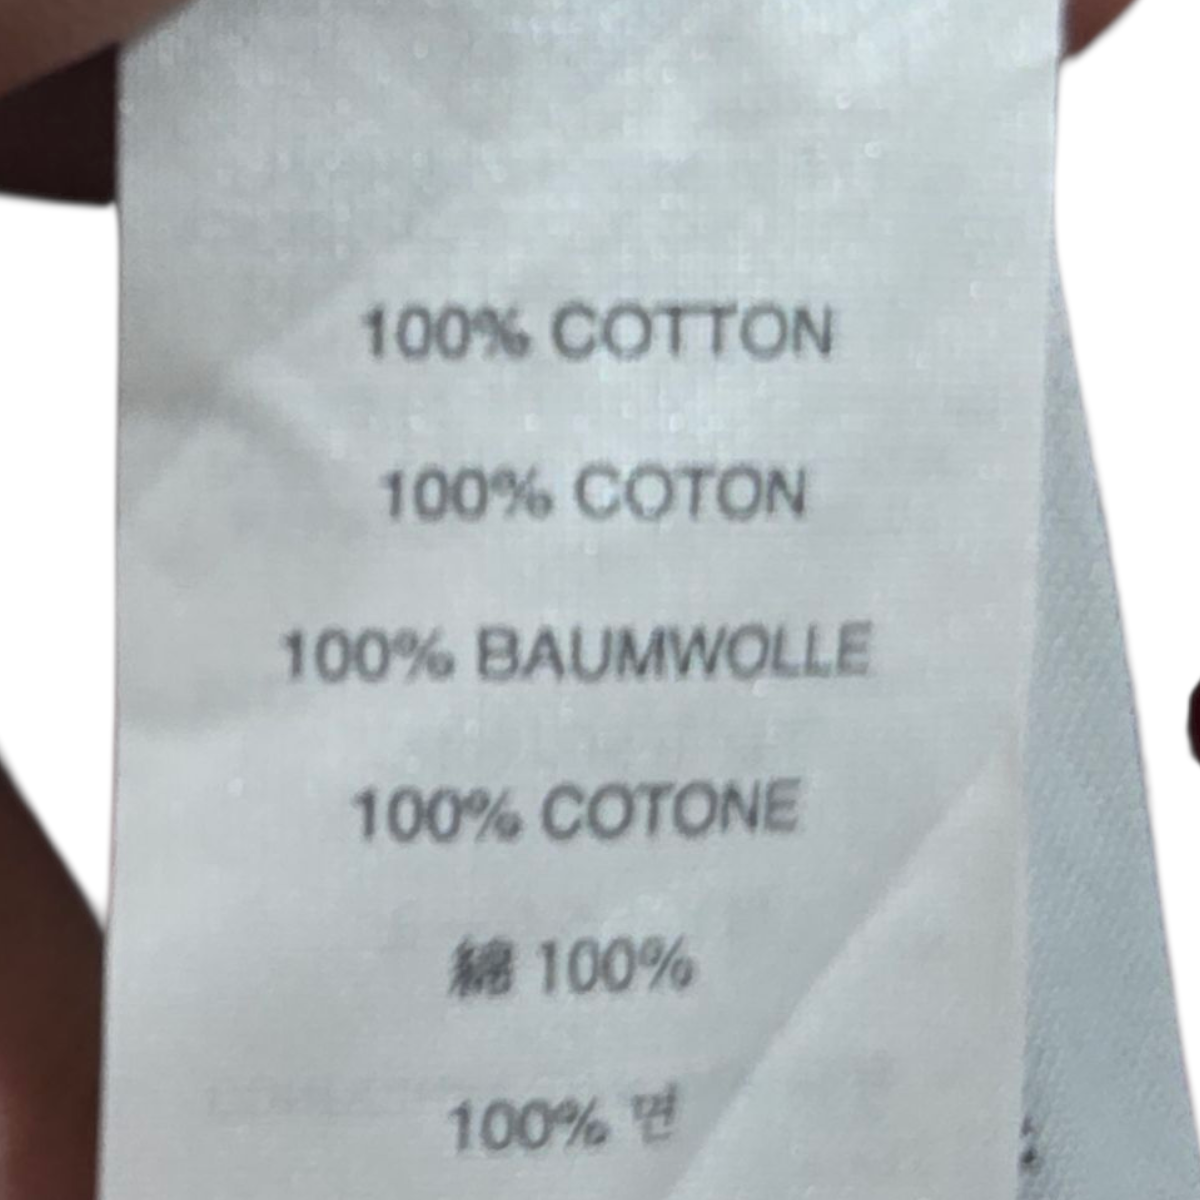 100% COTTON
100% COTON
100% BAUMWOLLE
100% COTONE
綿 100%
100% 면